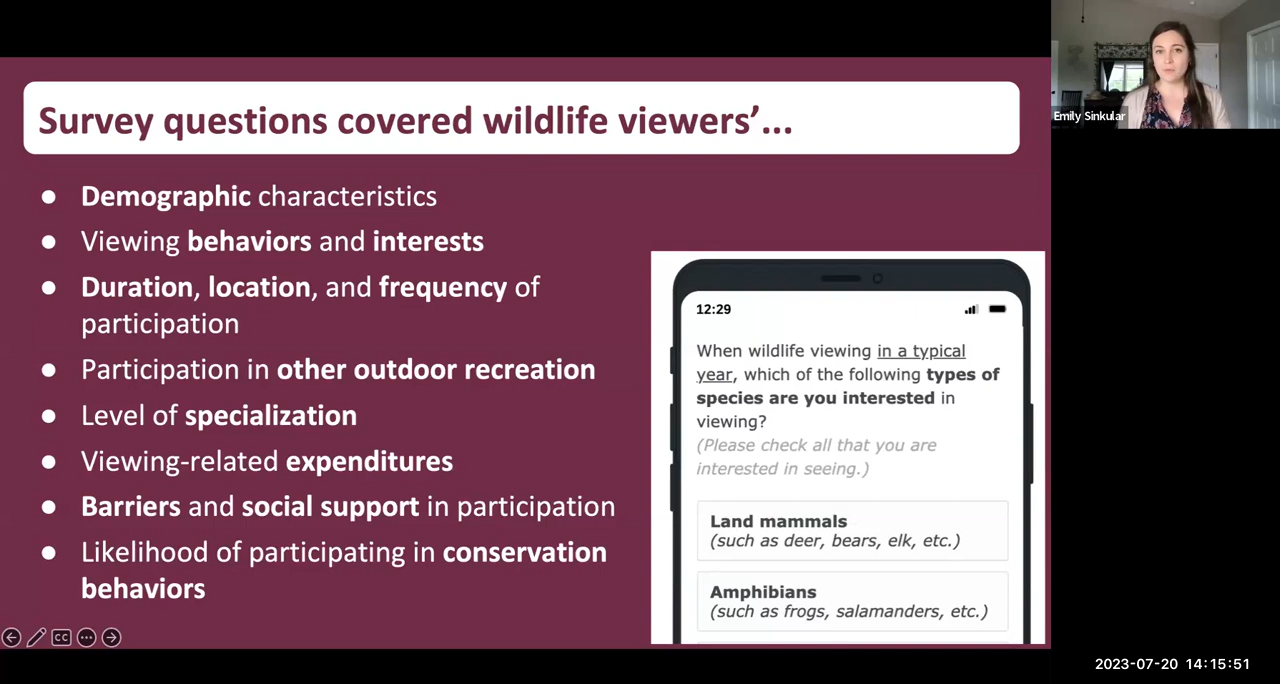 Survey questions covered wildlife viewers’...
● Demographic characteristics
● Viewing behaviors and interests
● Duration, location, and frequency of
participation
● Participation in other outdoor recreation
● Level of specialization
● Viewing-related expenditures
● Barriers and social support in participation
● Likelihood of participating in conservation
behaviors
12:29
When wildlife viewing in a typical
year, which of the following types of
species are you interested in
viewing?
(Please check all that you are
interested in seeing.)
Land mammals
(such as deer, bears, elk, etc.)
Amphibians
(such as frogs, salamanders, etc.)
CC
Emily Sinkular
2023-07-20 14:15:51